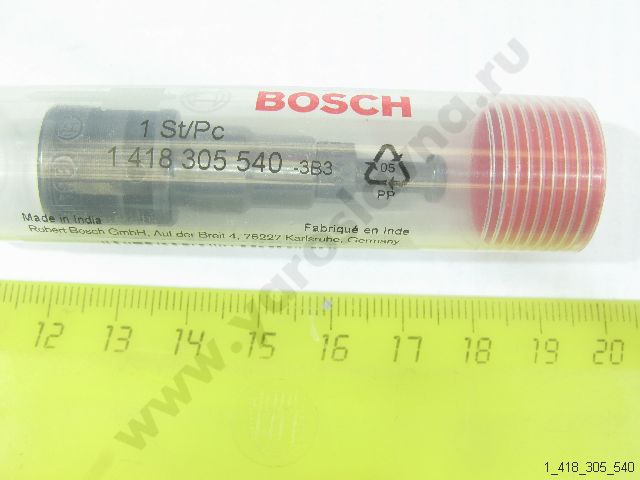 BOSCH
1 St/Pc
1 418 305 540 -3B3
05
PP
Made in India
Fabriqué en Inde
Robert Bosch GmbH, Auf der Breit 4, 76227 Karlsruhe, Germany
12 13 14 15 16 17 18 19 20
www.yaroslavna.ru
1_418_305_540